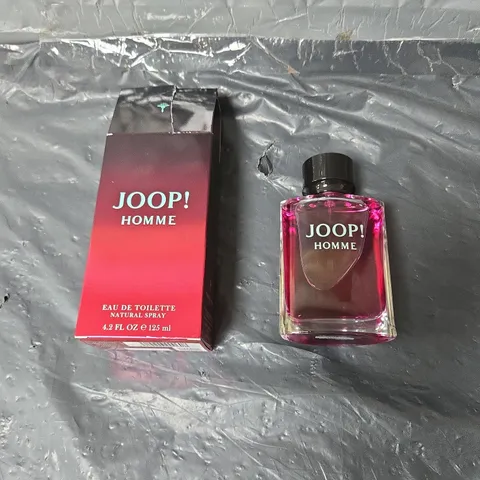 JOOP!
HOMME
EAU DE TOILETTE
NATURAL SPRAY
4.2 FL OZ ℮ 125 ml
JOOP!
HOMME